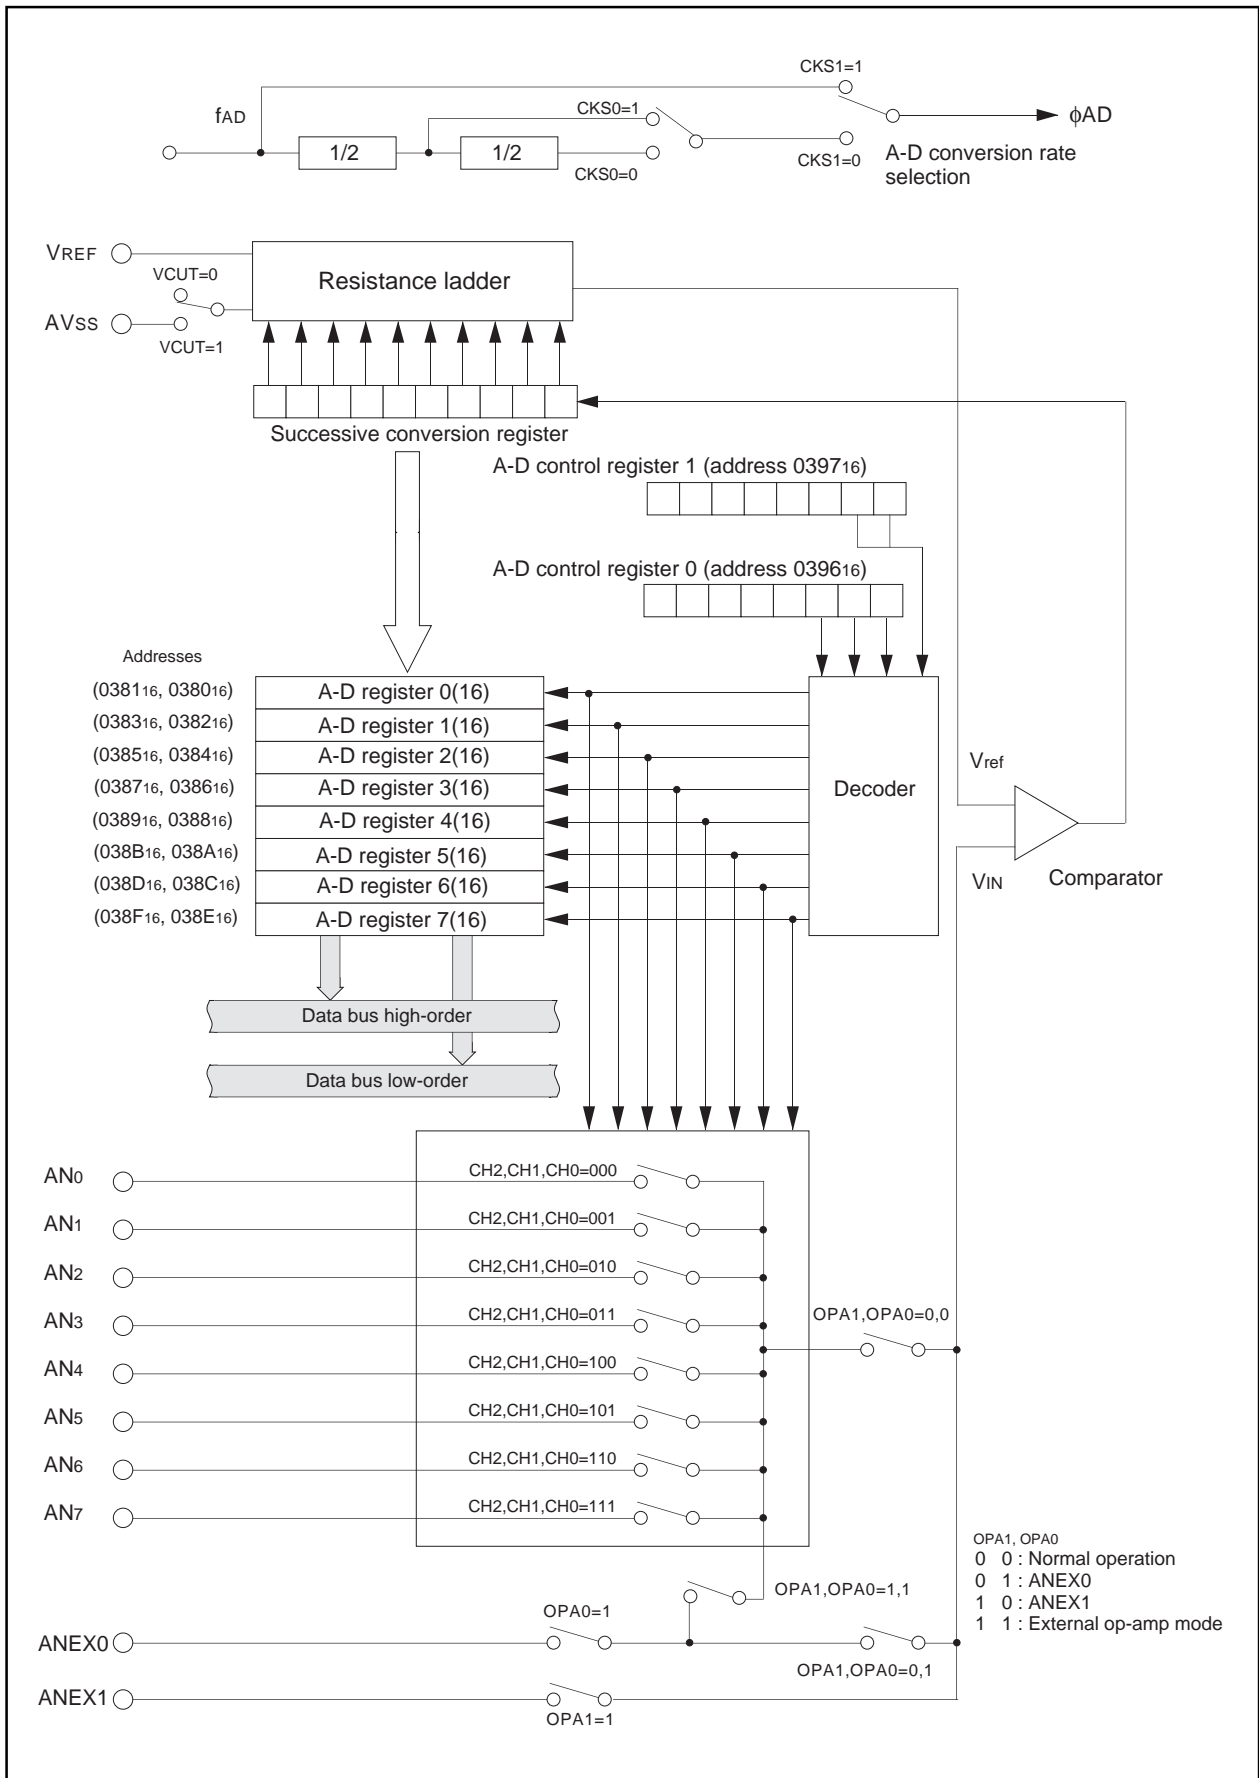 CKS1=1
fAD
CKS0=1
φAD
1/2
1/2
CKS0=0
CKS1=0
A-D conversion rate
selection
VREF
VCUT=0
Resistance ladder
AVSS
VCUT=1
Successive conversion register
A-D control register 1 (address 039716)
A-D control register 0 (address 039616)
Addresses
(038116, 038016)
A-D register 0(16)
(038316, 038216)
A-D register 1(16)
(038516, 038416)
A-D register 2(16)
(038716, 038616)
A-D register 3(16)
(038916, 038816)
A-D register 4(16)
(038B16, 038A16)
A-D register 5(16)
(038D16, 038C16)
A-D register 6(16)
(038F16, 038E16)
A-D register 7(16)
Decoder
Vref
VIN
Comparator
Data bus high-order
Data bus low-order
AN0
CH2,CH1,CH0=000
AN1
CH2,CH1,CH0=001
AN2
CH2,CH1,CH0=010
AN3
CH2,CH1,CH0=011
AN4
CH2,CH1,CH0=100
AN5
CH2,CH1,CH0=101
AN6
CH2,CH1,CH0=110
AN7
CH2,CH1,CH0=111
OPA1,OPA0=0,0
OPA1, OPA0
0 0 : Normal operation
0 1 : ANEX0
1 0 : ANEX1
1 1 : External op-amp mode
OPA1,OPA0=1,1
OPA0=1
ANEX0
OPA1,OPA0=0,1
ANEX1
OPA1=1